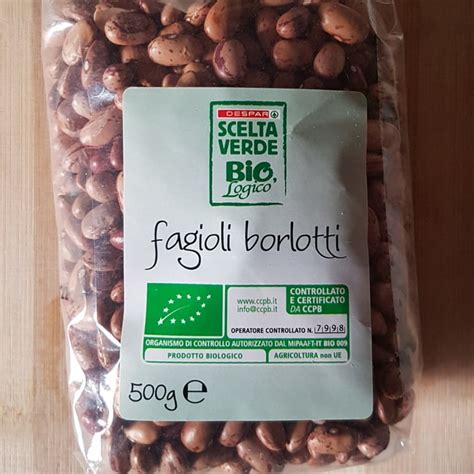 DESPAR
SCELTA
VERDE
BiO,
Logico
fagioli borlotti
www.ccpb.it
info@ccpb.it
CONTROLLATO
E CERTIFICATO
DA CCPB
OPERATORE CONTROLLATO N. 7998
ORGANISMO DI CONTROLLO AUTORIZZATO DAL MIPAAFT-IT BIO 009
PRODOTTO BIOLOGICO
AGRICOLTURA non UE
500g ℮